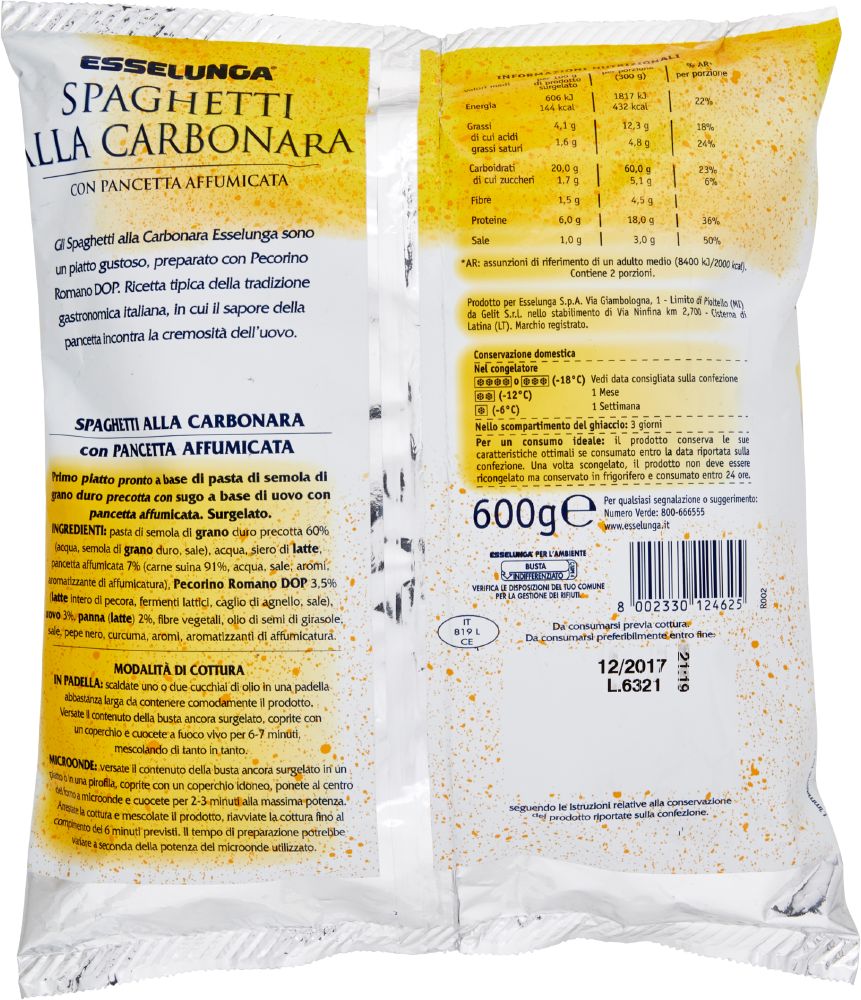 ESSELUNGA
SPAGHETTI
ALLA CARBONARA
CON PANCETTA AFFUMICATA
Gli Spaghetti alla Carbonara Esselunga sono
un piatto gustoso, preparato con Pecorino
Romano DOP. Ricetta tipica della tradizione
gastronomica italiana, in cui il sapore della
pancetta incontra la cremosità dell'uovo.
SPAGHETTI ALLA CARBONARA
con PANCETTA AFFUMICATA
Primo piatto pronto a base di pasta di semola di
grano duro precotta con sugo a base di uovo con
pancetta affumicata. Surgelato.
INGREDIENTI: pasta di semola di grano duro precotta 60%
(acqua, semola di grano duro, sale), acqua, siero di latte,
pancetta affumicata 7% (carne suina 91%, acqua, sale, aromi,
aromatizzante di affumicatura), Pecorino Romano DOP 3,5%
(latte intero di pecora, fermenti lattici, caglio di agnello, sale),
uovo 3%, panna (latte) 2%, fibre vegetali, olio di semi di girasole,
sale, pepe nero, curcuma, aromi, aromatizzanti di affumicatura.
MODALITÀ DI COTTURA
IN PADELLA: scaldate uno o due cucchiai di olio in una padella
abbastanza larga da contenere comodamente il prodotto.
Versate il contenuto della busta ancora surgelato, coprite con
un coperchio e cuocete a fuoco vivo per 6-7 minuti,
mescolando di tanto in tanto.
MICROONDE: versate il contenuto della busta ancora surgelato in un
piatto o in una pirofila, coprite con un coperchio idoneo, ponete al centro
del forno a microonde e cuocete per 2-3 minuti alla massima potenza.
Arrestate la cottura e mescolate il prodotto, riavviate la cottura fino al
compimento dei 6 minuti previsti. Il tempo di preparazione potrebbe
variare a seconda della potenza del microonde utilizzato.
INFORMAZIONI NUTRIZIONALI
Valori medi per 100 g di prodotto surgelato per porzione (300 g) % AR* per porzione
Energia 606 kJ 1817 kJ 22%
144 kcal 432 kcal
Grassi 4,1 g 12,3 g 18%
di cui acidi
grassi saturi 1,6 g 4,8 g 24%
Carboidrati 20,0 g 60,0 g 23%
di cui zuccheri 1,7 g 5,1 g 6%
Fibre 1,5 g 4,5 g
Proteine 6,0 g 18,0 g 36%
Sale 1,0 g 3,0 g 50%
*AR: assunzioni di riferimento di un adulto medio (8400 kJ/2000 kcal).
Contiene 2 porzioni.
Prodotto per Esselunga S.p.A. Via Giambologna, 1 - Limito di Pioltello (MI)
da Gelit S.r.l. nello stabilimento di Via Ninfina km 2,700 - Cisterna di
Latina (LT). Marchio registrato.
Conservazione domestica
Nel congelatore
o (-18°C) Vedi data consigliata sulla confezione
(-12°C) 1 Mese
(-6°C) 1 Settimana
Nello scompartimento del ghiaccio: 3 giorni
Per un consumo ideale: il prodotto conserva le sue
caratteristiche ottimali se consumato entro la data riportata sulla
confezione. Una volta scongelato, il prodotto non deve essere
ricongelato ma conservato in frigorifero e consumato entro 24 ore.
600g e
Per qualsiasi segnalazione o suggerimento:
Numero Verde: 800-666555
www.esselunga.it
ESSELUNGA PER L'AMBIENTE
BUSTA
INDIFFERENZIATO
VERIFICA LE DISPOSIZIONI DEL TUO COMUNE
PER LA GESTIONE DEI RIFIUTI.
8 002330 124625
R002
IT
B19 L
CE
Da consumarsi previa cottura.
Da consumarsi preferibilmente entro fine:
12/2017
L.6321
21:19
seguendo le istruzioni relative alla conservazione
del prodotto riportate sulla confezione.